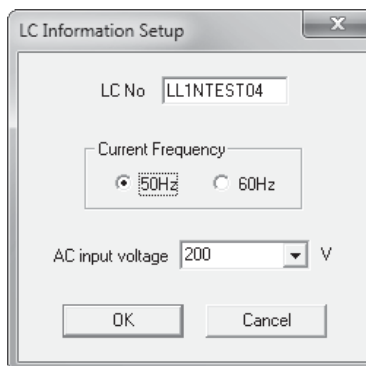 LC Information Setup
LC No LL1NTEST04
Current Frequency
50Hz 60Hz
AC input voltage 200 V
OK Cancel